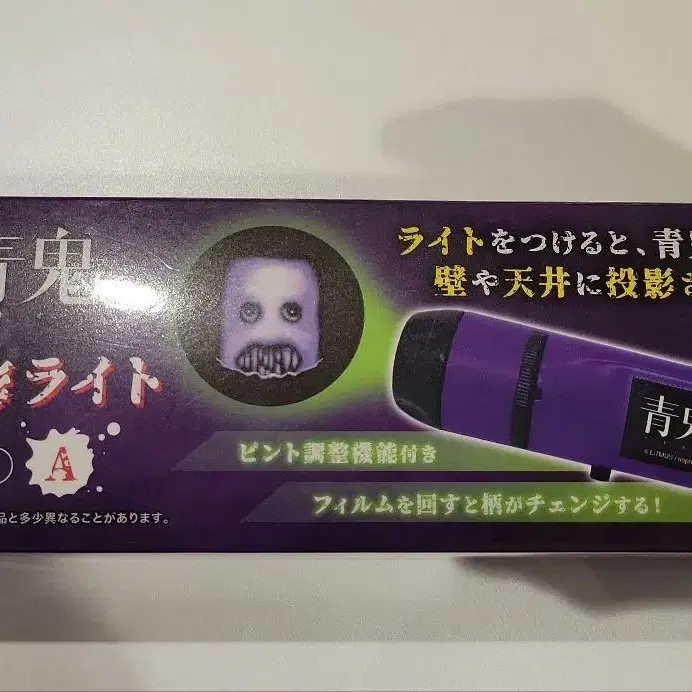 青鬼
ライト
A
品と多少異なることがあります。
ライトをつけると、青鬼
壁や天井に投影さ
ピント調整機能付き
フィルムを回すと柄がチェンジする！
青鬼
© LiTMUS / nopr